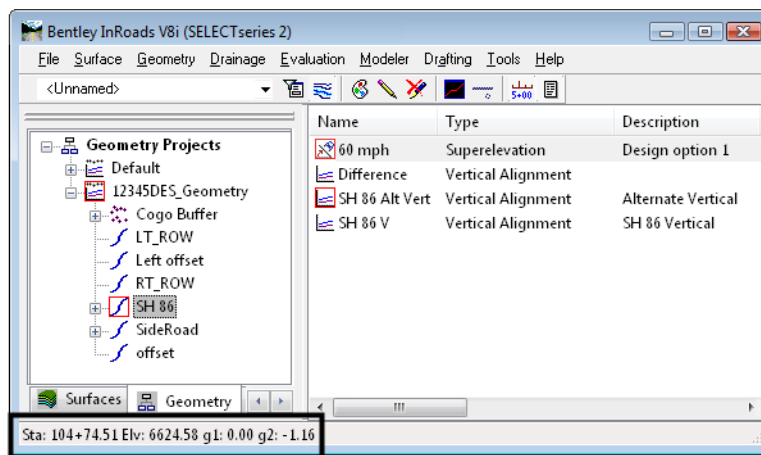 Bentley InRoads V8i (SELECTseries 2)
File Surface Geometry Drainage Evaluation Modeler Drafting Tools Help
<Unnamed>
5+00
Name Type Description
Geometry Projects
Default
12345DES_Geometry
Cogo Buffer
LT_ROW
Left offset
RT_ROW
SH 86
SideRoad
offset
60 mph Superelevation Design option 1
Difference Vertical Alignment
SH 86 Alt Vert Vertical Alignment Alternate Vertical
SH 86 V Vertical Alignment SH 86 Vertical
Surfaces Geometry
Sta: 104+74.51 Elv: 6624.58 g1: 0.00 g2: -1.16